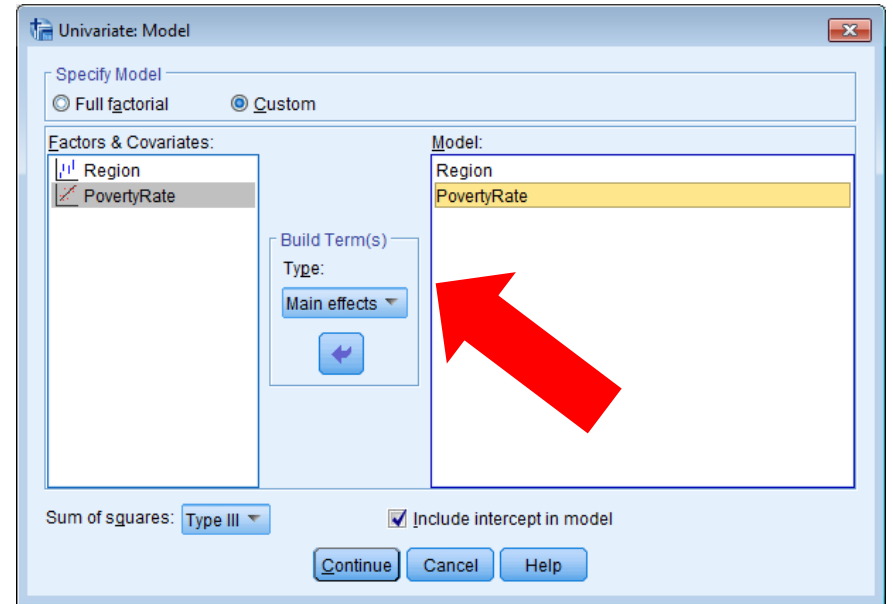 Univariate: Model
Specify Model
Full factorial Custom
Factors & Covariates: Model:
Region Region
PovertyRate PovertyRate
Build Term(s)
Type:
Main effects
Sum of squares: Type III Include intercept in model
Continue Cancel Help